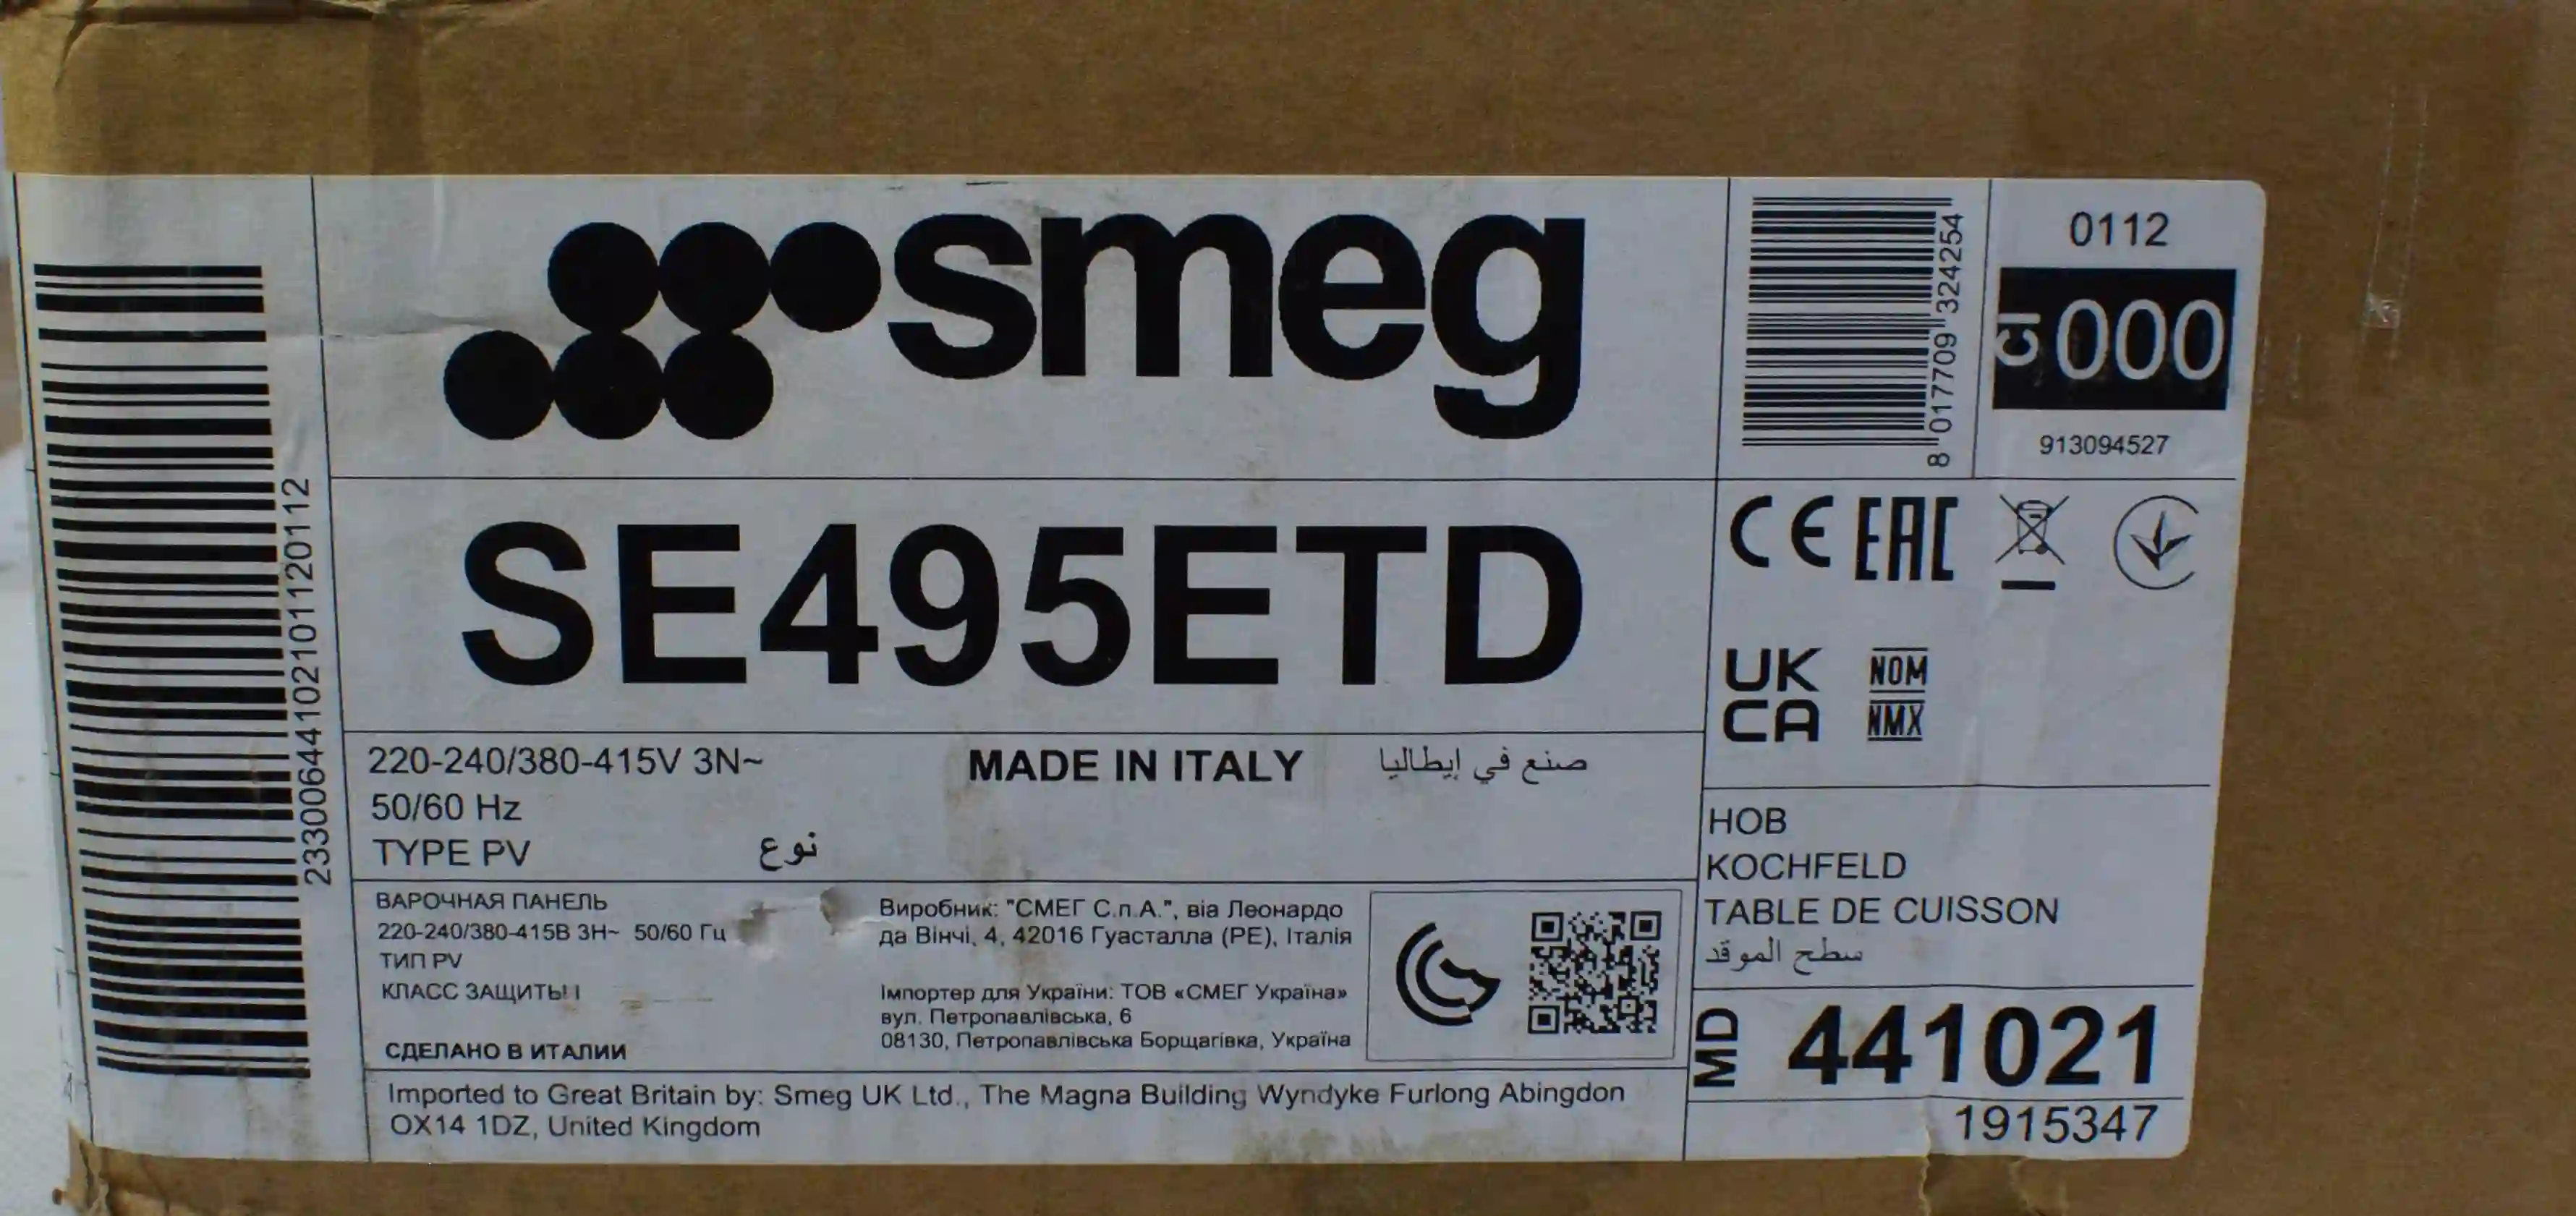 23300644102101120112
smeg
8 017709 324254
0112
CI 000
913094527
SE495ETD
CE EAC
UK
CA
NOM
NMX
220-240/380-415V 3N~
50/60 Hz
TYPE PV نوع
MADE IN ITALY صنع في إيطاليا
HOB
KOCHFELD
TABLE DE CUISSON
سطح الموقد
ВАРОЧНАЯ ПАНЕЛЬ
220-240/380-415В 3Н~ 50/60 Гц
ТИП PV
КЛАСС ЗАЩИТЫ I
СДЕЛАНО В ИТАЛИИ
Виробник: "СМЕГ С.п.А.", віа Леонардо
да Вінчі, 4, 42016 Гуасталла (РЕ), Італія
Імпортер для України: ТОВ «СМЕГ Україна»
вул. Петропавлівська, 6
08130, Петропавлівська Борщагівка, Україна
MD 441021
1915347
Imported to Great Britain by: Smeg UK Ltd., The Magna Building Wyndyke Furlong Abingdon
OX14 1DZ, United Kingdom